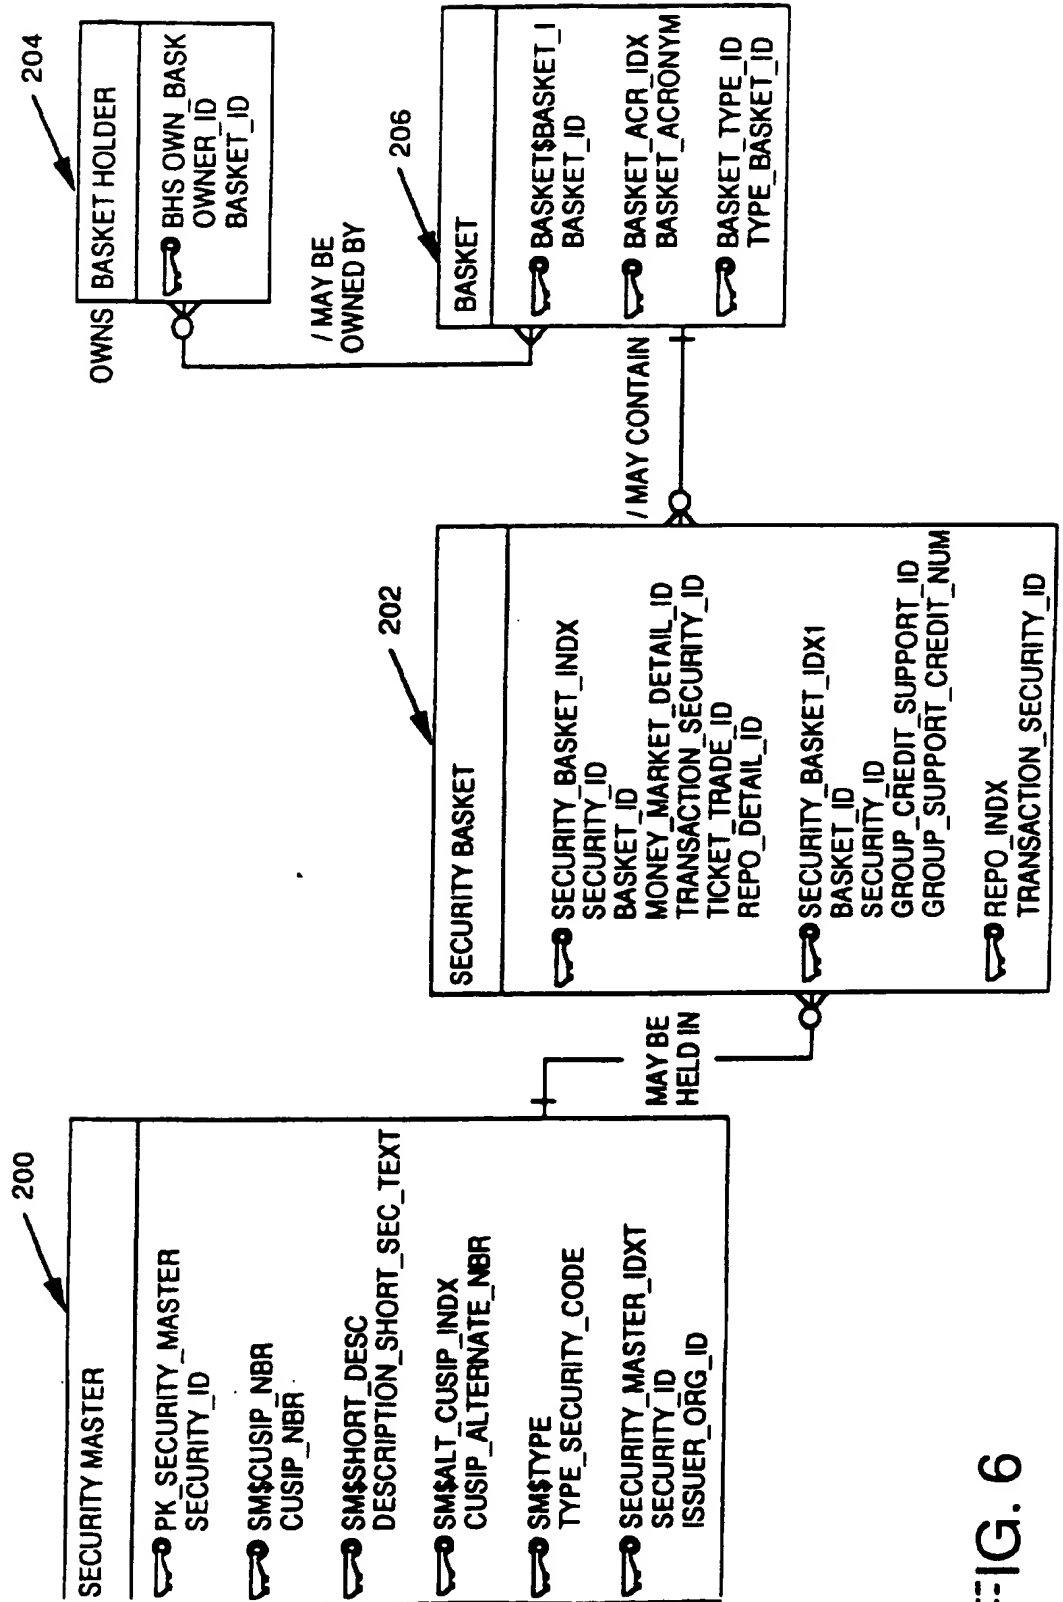 200
SECURITY MASTER
PK_SECURITY_MASTER
SECURITY_ID
SM$CUSIP_NBR
CUSIP_NBR
SM$SHORT_DESC
DESCRIPTION_SHORT_SEC_TEXT
SM$ALT_CUSIP_INDX
CUSIP_ALTERNATE_NBR
SM$TYPE
TYPE_SECURITY_CODE
SECURITY_MASTER_IDXT
SECURITY_ID
ISSUER_ORG_ID
MAY BE
HELD IN
202
SECURITY BASKET
SECURITY_BASKET_INDX
SECURITY_ID
BASKET_ID
MONEY_MARKET_DETAIL_ID
TRANSACTION_SECURITY_ID
TICKET_TRADE_ID
REPO_DETAIL_ID
SECURITY_BASKET_IDX1
BASKET_ID
SECURITY_ID
GROUP_CREDIT_SUPPORT_ID
GROUP_SUPPORT_CREDIT_NUM
REPO_INDX
TRANSACTION_SECURITY_ID
/ MAY CONTAIN
204
OWNS
BASKET HOLDER
BHS OWN_BASK
OWNER_ID
BASKET_ID
/ MAY BE
OWNED BY
206
BASKET
BASKET$BASKET_I
BASKET_ID
BASKET_ACR_IDX
BASKET_ACRONYM
BASKET_TYPE_ID
TYPE_BASKET_ID
FIG. 6